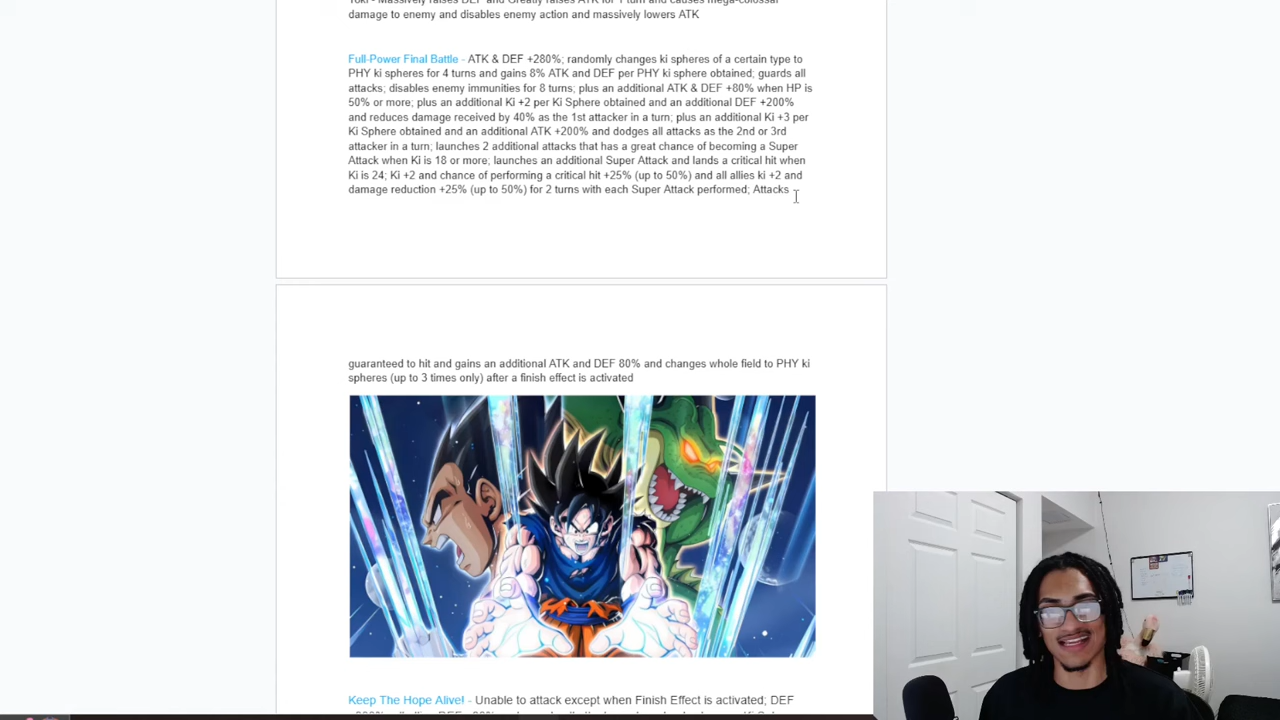 Yoki - Massively raises DEF and Greatly raises ATK for 1 turn and causes mega-colossal
damage to enemy and disables enemy action and massively lowers ATK
Full-Power Final Battle - ATK & DEF +280%; randomly changes ki spheres of a certain type to
PHY ki spheres for 4 turns and gains 8% ATK and DEF per PHY ki sphere obtained; guards all
attacks; disables enemy immunities for 8 turns; plus an additional ATK & DEF +80% when HP is
50% or more; plus an additional Ki +2 per Ki Sphere obtained and an additional DEF +200%
and reduces damage received by 40% as the 1st attacker in a turn; plus an additional Ki +3 per
Ki Sphere obtained and an additional ATK +200% and dodges all attacks as the 2nd or 3rd
attacker in a turn; launches 2 additional attacks that has a great chance of becoming a Super
Attack when Ki is 18 or more; launches an additional Super Attack and lands a critical hit when
Ki is 24; Ki +2 and chance of performing a critical hit +25% (up to 50%) and all allies ki +2 and
damage reduction +25% (up to 50%) for 2 turns with each Super Attack performed; Attacks
guaranteed to hit and gains an additional ATK and DEF 80% and changes whole field to PHY ki
spheres (up to 3 times only) after a finish effect is activated
Keep The Hope Alive! - Unable to attack except when Finish Effect is activated; DEF